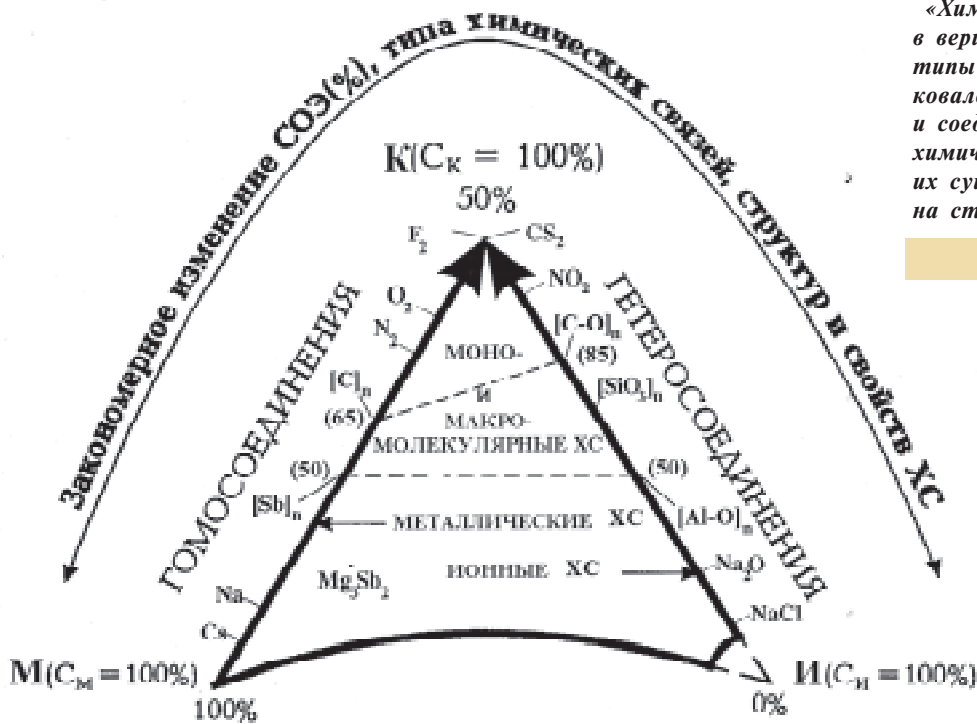 Закономерное изменение СОЭ(%), типа химических связей, структур и свойств ХС
«Хим
в верш
типы
ковале
и соед
химич
их су
на ст
К(Cк = 100%)
50%
F2
CS2
O2
NO2
N2
[C-O]n
(85)
МОНО-
[C]n
и
[SiO2]n
(65)
МАКРО-
МОЛЕКУЛЯРНЫЕ ХС
(50)
(50)
[Sb]n
[Al-O]n
МЕТАЛЛИЧЕСКИЕ ХС
ИОННЫЕ ХС
Na2O
Mg3Sb2
Na
NaCl
Cs
ГОМОСОЕДИНЕНИЯ
ГЕТЕРОСОЕДИНЕНИЯ
М(Cм = 100%)
И(Cи = 100%)
100%
0%